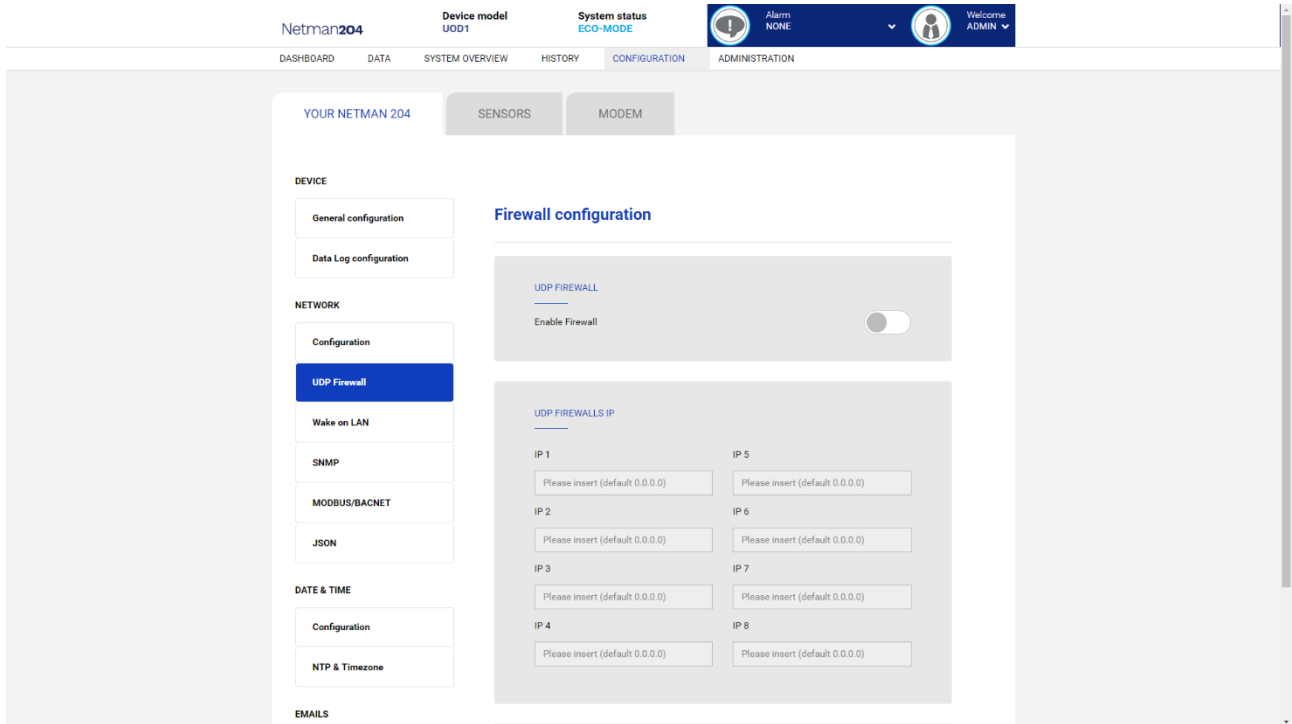 Netman204
Device model
UOD1
System status
ECO-MODE
Alarm
NONE
Welcome
ADMIN
DASHBOARD DATA SYSTEM OVERVIEW HISTORY CONFIGURATION ADMINISTRATION
YOUR NETMAN 204 SENSORS MODEM
DEVICE
General configuration
Data Log configuration
NETWORK
Configuration
UDP Firewall
Wake on LAN
SNMP
MODBUS/BACNET
JSON
DATE & TIME
Configuration
NTP & Timezone
EMAILS
Firewall configuration
UDP FIREWALL
Enable Firewall
UDP FIREWALLS IP
IP 1 IP 5
Please insert (default 0.0.0.0) Please insert (default 0.0.0.0)
IP 2 IP 6
Please insert (default 0.0.0.0) Please insert (default 0.0.0.0)
IP 3 IP 7
Please insert (default 0.0.0.0) Please insert (default 0.0.0.0)
IP 4 IP 8
Please insert (default 0.0.0.0) Please insert (default 0.0.0.0)